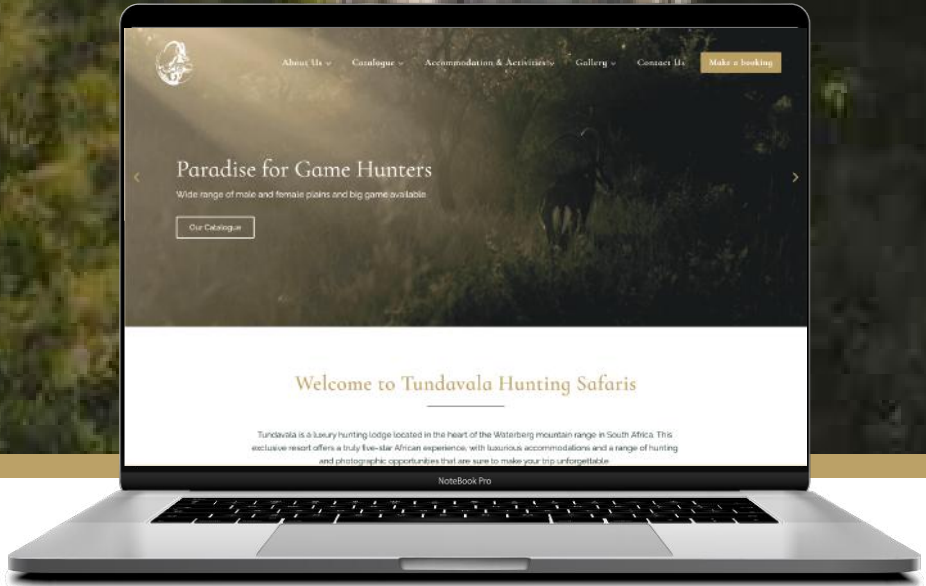 About Us
Catalogue
Accommodation & Activities
Gallery
Contact Us
Make a booking
Paradise for Game Hunters
Wide range of male and female plains and big game available
Our Catalogue
Welcome to Tundavala Hunting Safaris
Tundavala is a luxury hunting lodge located in the heart of the Waterberg mountain range in South Africa. This
exclusive resort offers a truly five-star African experience, with luxurious accommodations and a range of hunting
and photographic opportunities that are sure to make your trip unforgettable
NoteBook Pro